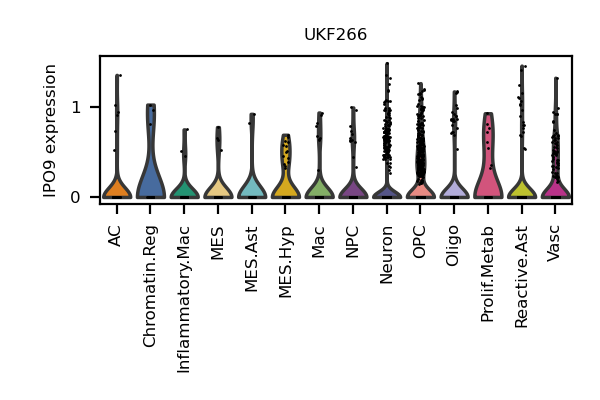 UKF266
IPO9 expression
1
0
AC
Chromatin.Reg
Inflammatory.Mac
MES
MES.Ast
MES.Hyp
Mac
NPC
Neuron
OPC
Oligo
Prolif.Metab
Reactive.Ast
Vasc